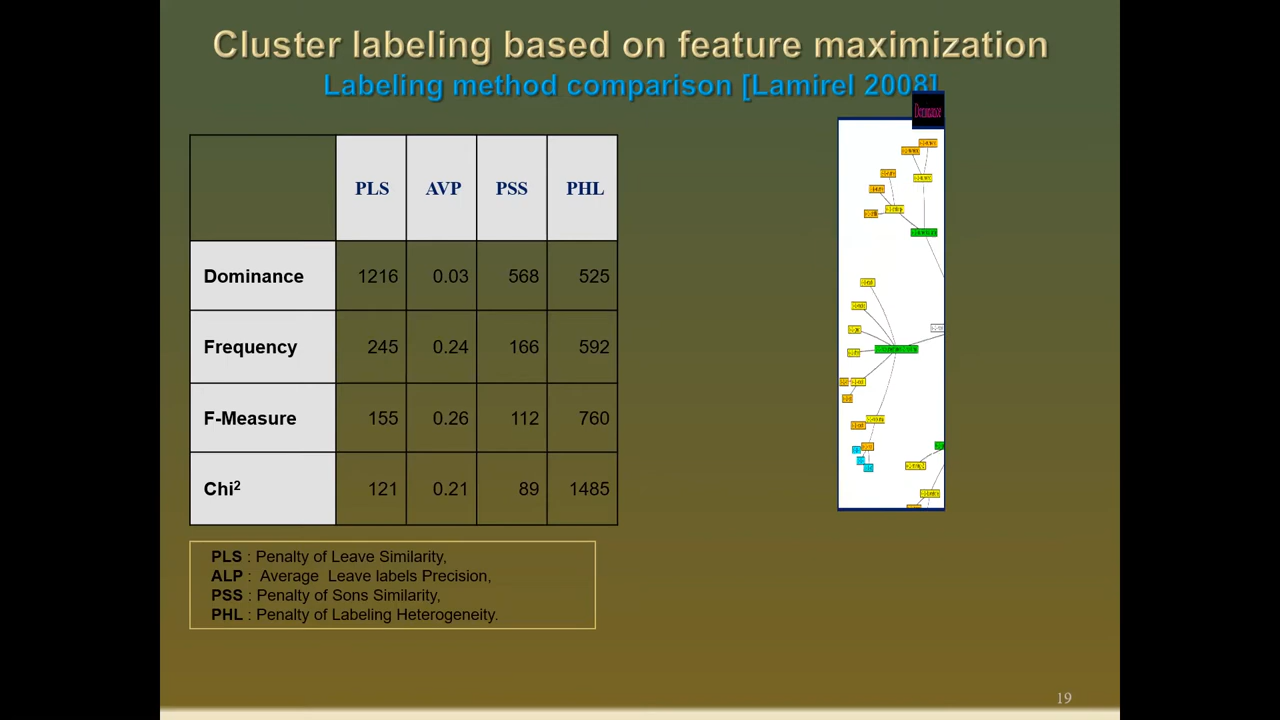 Cluster labeling based on feature maximization
Labeling method comparison [Lamirel 2008]
Dominance
PLS AVP PSS PHL
Dominance 1216 0.03 568 525
Frequency 245 0.24 166 592
F-Measure 155 0.26 112 760
Chi² 121 0.21 89 1485
PLS : Penalty of Leave Similarity,
ALP : Average Leave labels Precision,
PSS : Penalty of Sons Similarity,
PHL : Penalty of Labeling Heterogeneity.
19